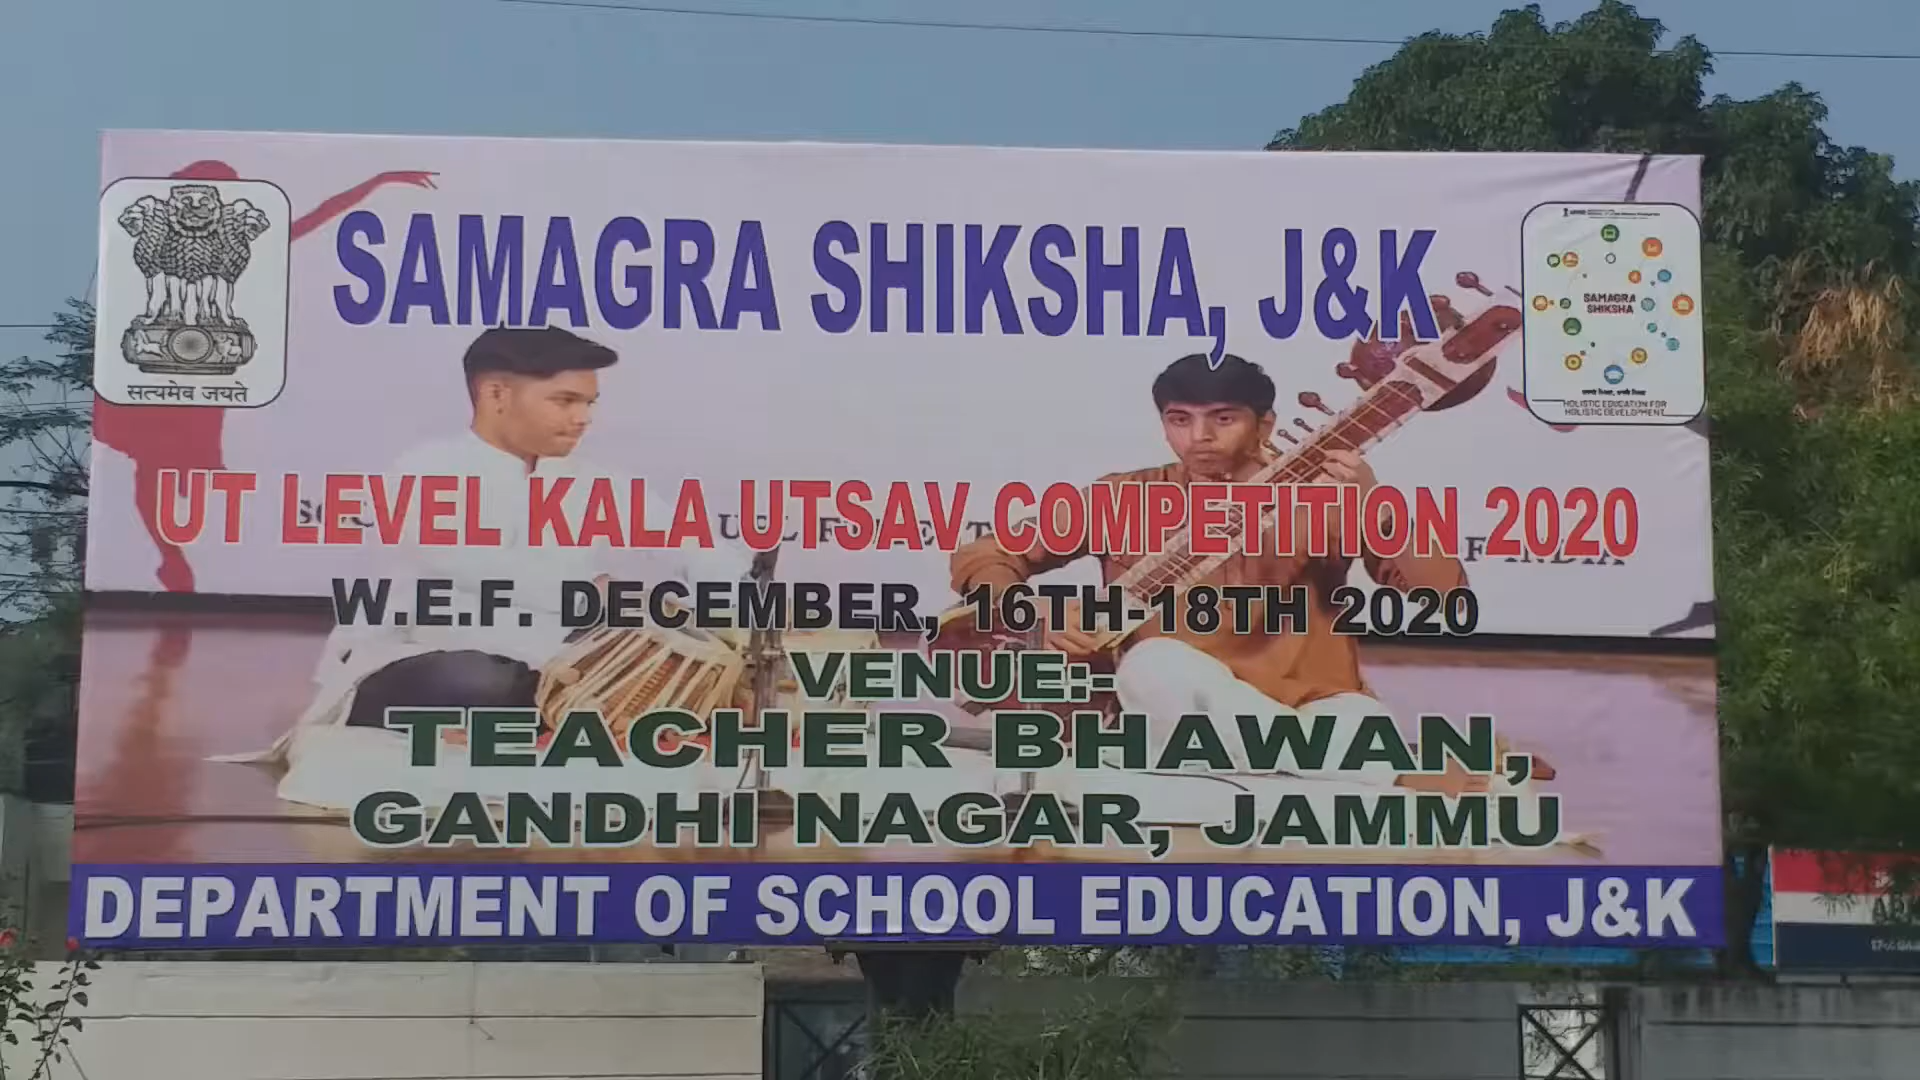 SAMAGRA SHIKSHA, J&K
सत्यमेव जयते
SAMAGRA
SHIKSHA
HOLISTIC EDUCATION FOR
HOLISTIC DEVELOPMENT
UT LEVEL KALA UTSAV COMPETITION 2020
W.E.F. DECEMBER, 16TH-18TH 2020
VENUE:-
TEACHER BHAWAN,
GANDHI NAGAR, JAMMU
DEPARTMENT OF SCHOOL EDUCATION, J&K